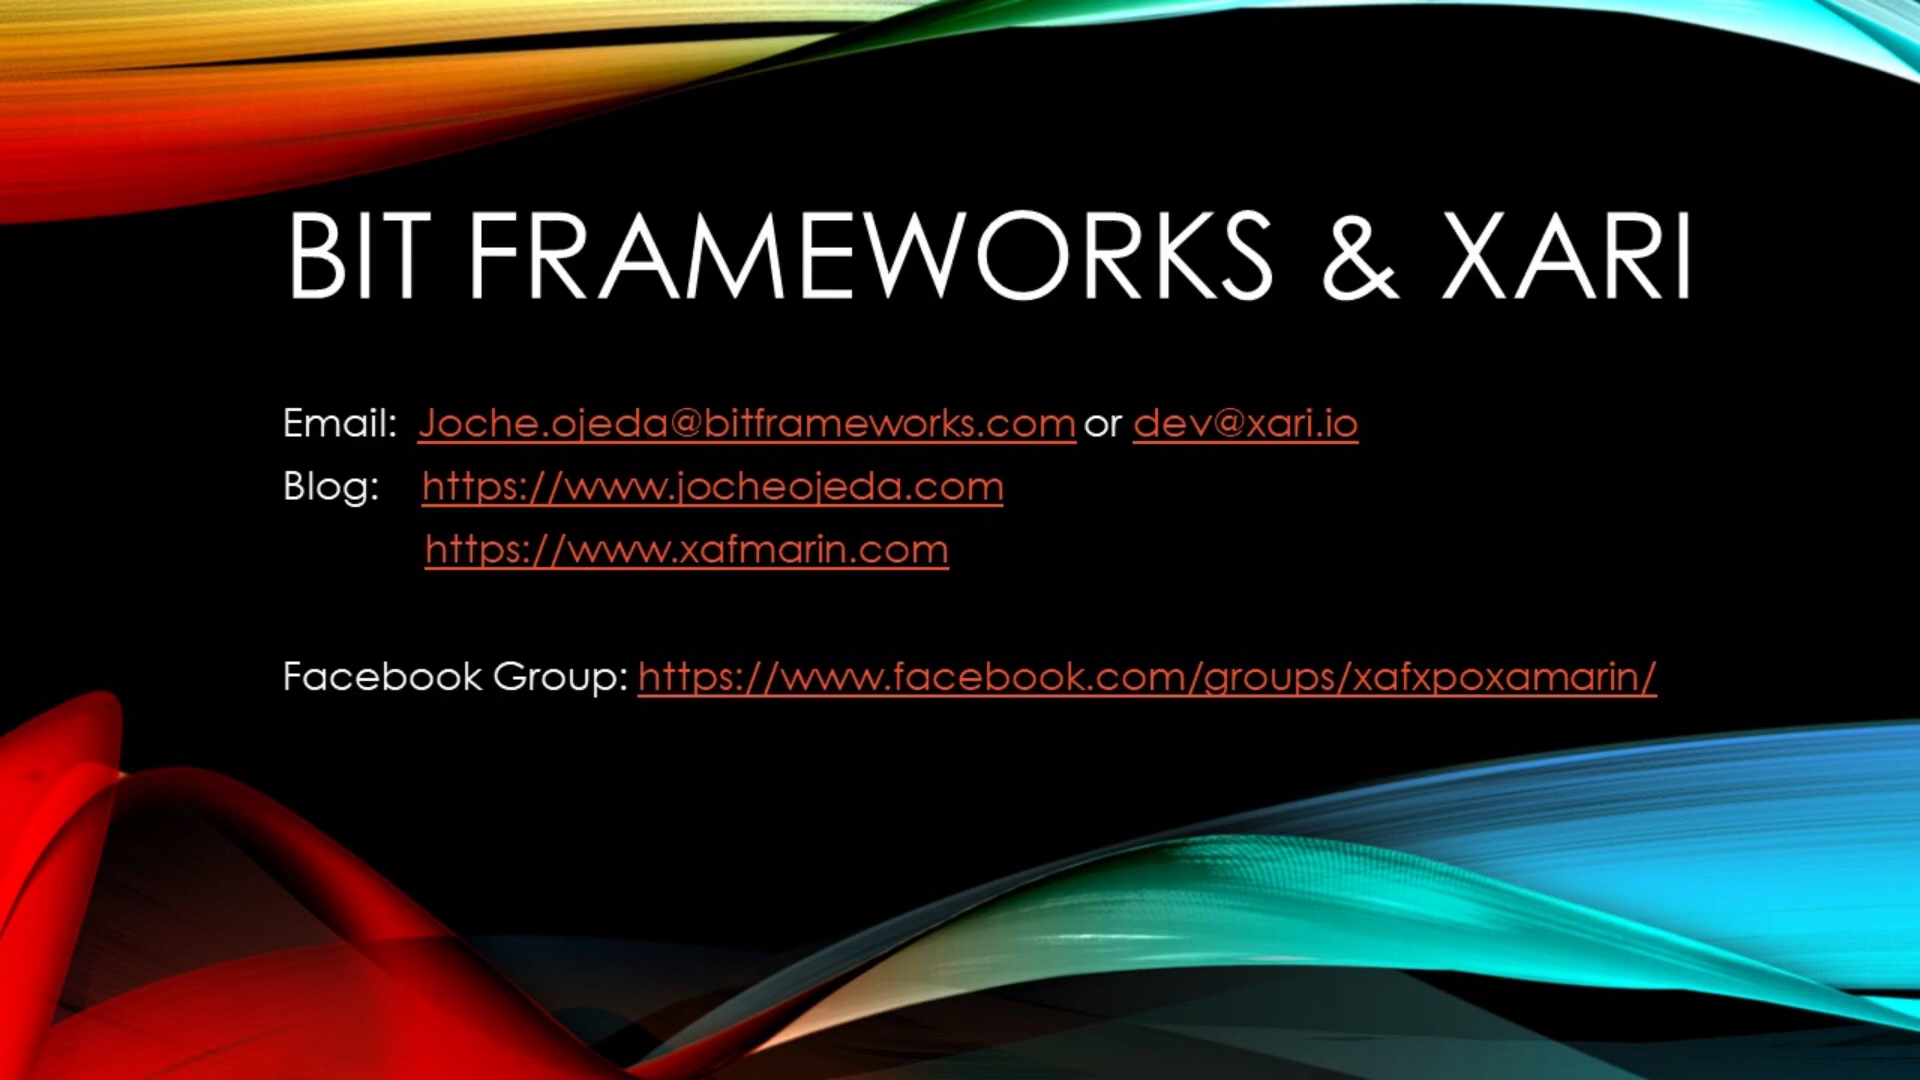 BIT FRAMEWORKS & XARI
Email: Joche.ojeda@bitframeworks.com or dev@xari.io
Blog: https://www.jocheojeda.com
https://www.xafmarin.com
Facebook Group: https://www.facebook.com/groups/xafxpoxamarin/